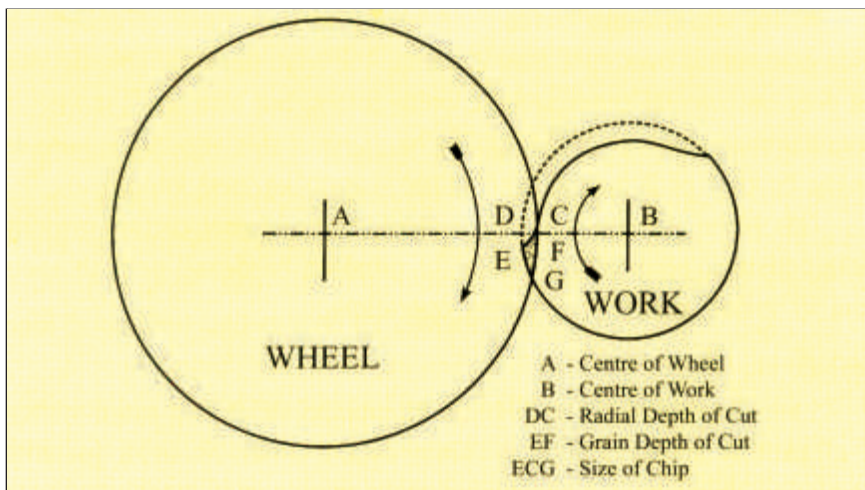 A
D
C
B
E
F
G
WORK
WHEEL
A - Centre of Wheel
B - Centre of Work
DC - Radial Depth of Cut
EF - Grain Depth of Cut
ECG - Size of Chip